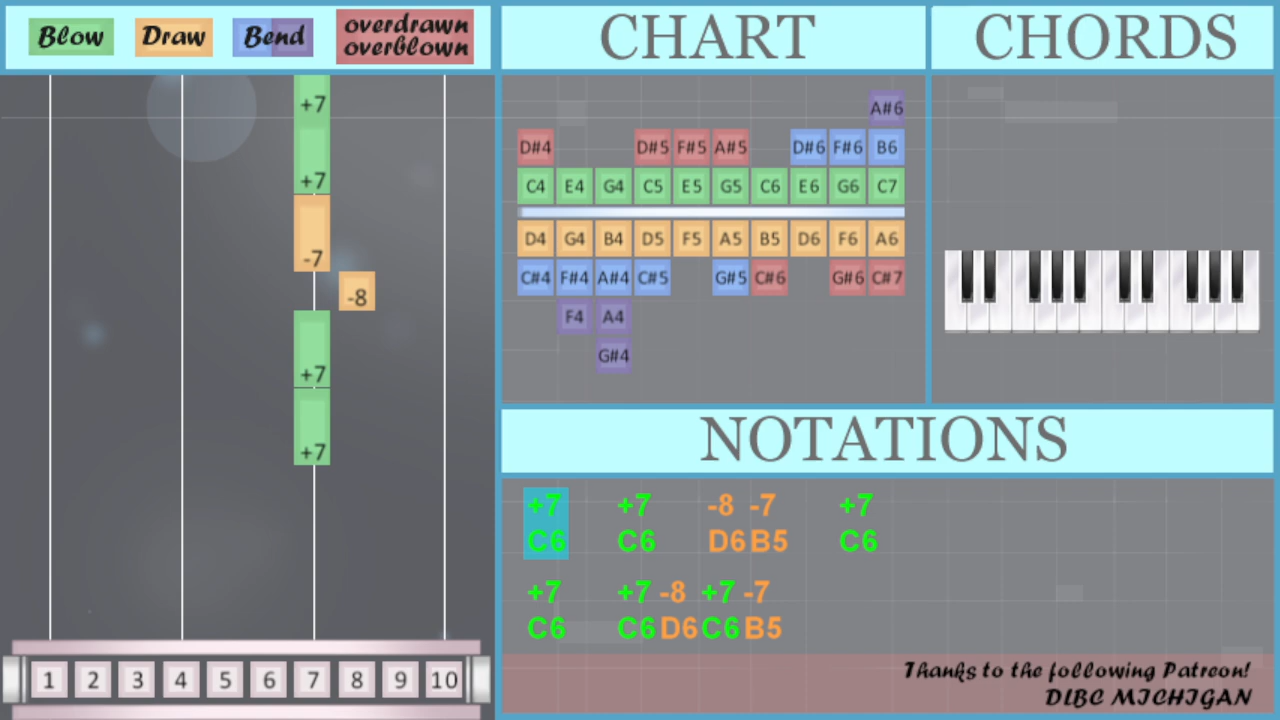 Blow Draw Bend overdrawn
overblown
CHART
CHORDS
+7
+7
-7
-8
+7
+7
1 2 3 4 5 6 7 8 9 10
A#6
D#4 D#5 F#5 A#5 D#6 F#6 B6
C4 E4 G4 C5 E5 G5 C6 E6 G6 C7
D4 G4 B4 D5 F5 A5 B5 D6 F6 A6
C#4 F#4 A#4 C#5 G#5 C#6 G#6 C#7
F4 A4
G#4
NOTATIONS
+7 +7 -8 -7 +7
C6 C6 D6 B5 C6
+7 +7 -8 +7 -7
C6 C6 D6 C6 B5
Thanks to the following Patreon!
DLBC MICHIGAN